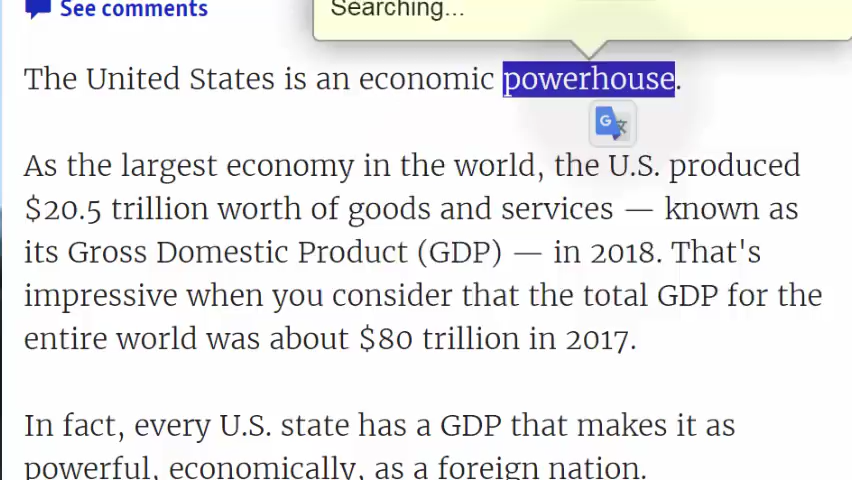 See comments
Searching...
The United States is an economic powerhouse.
As the largest economy in the world, the U.S. produced
$20.5 trillion worth of goods and services — known as
its Gross Domestic Product (GDP) — in 2018. That's
impressive when you consider that the total GDP for the
entire world was about $80 trillion in 2017.
In fact, every U.S. state has a GDP that makes it as
powerful, economically, as a foreign nation.